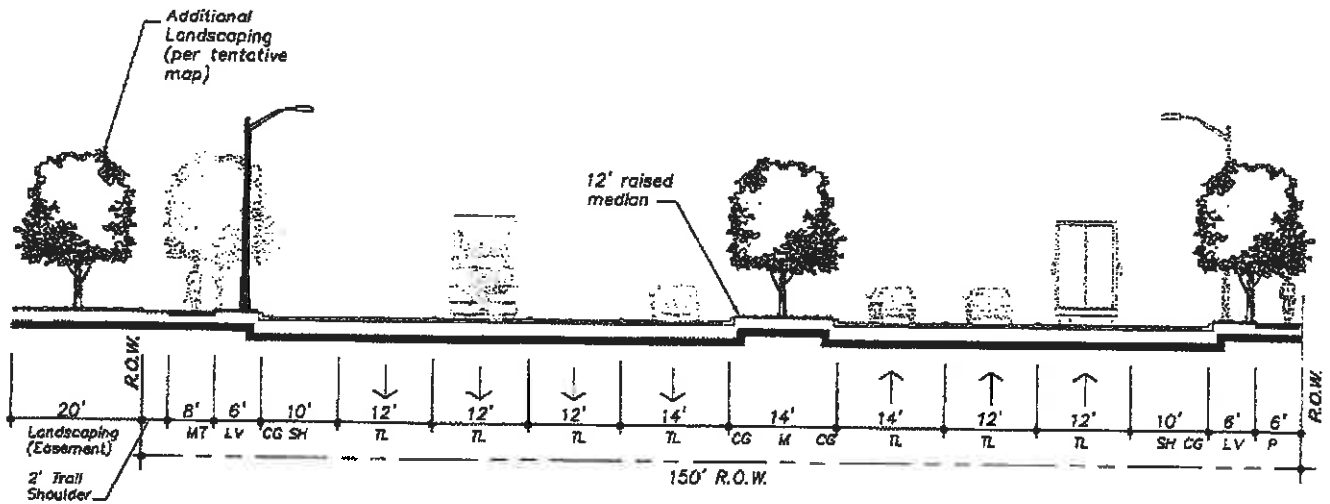 Additional
Landscaping
(per tentative
map)
12' raised
median
R.O.W.
R.O.W.
20' 8' 6' 10' 12' 12' 12' 14' 14' 14' 12' 12' 10' 6' 6'
Landscaping
(Easement)
MT LV CG SH TL TL TL TL CG M CG TL TL TL SH CG LV P
2' Trail
Shoulder
150' R.O.W.